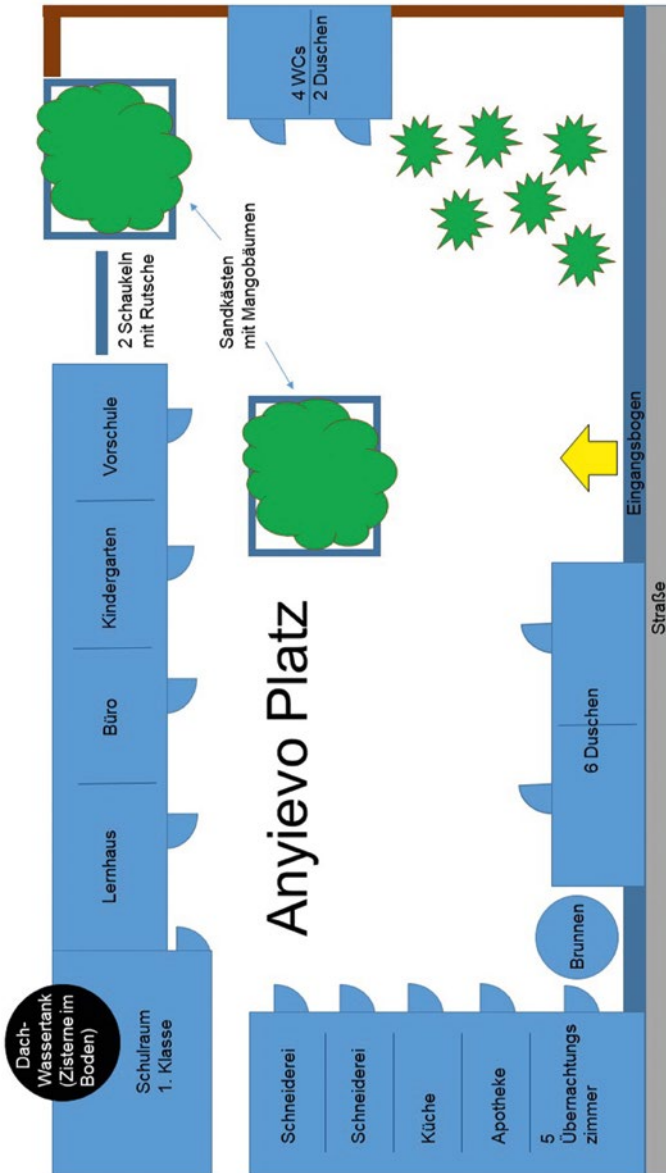 Dach-
Wassertank
(Zisterne im
Boden)
Schulraum
1. Klasse
Lernhaus
Büro
Kindergarten
Vorschule
2 Schaukeln
mit Rutsche
Sandkästen
mit Mangobäumen
4 WCs
2 Duschen
Anyievo Platz
Schneiderei
Schneiderei
Küche
Apotheke
5
Übernachtungs
zimmer
Brunnen
6 Duschen
Eingangsbogen
Straße